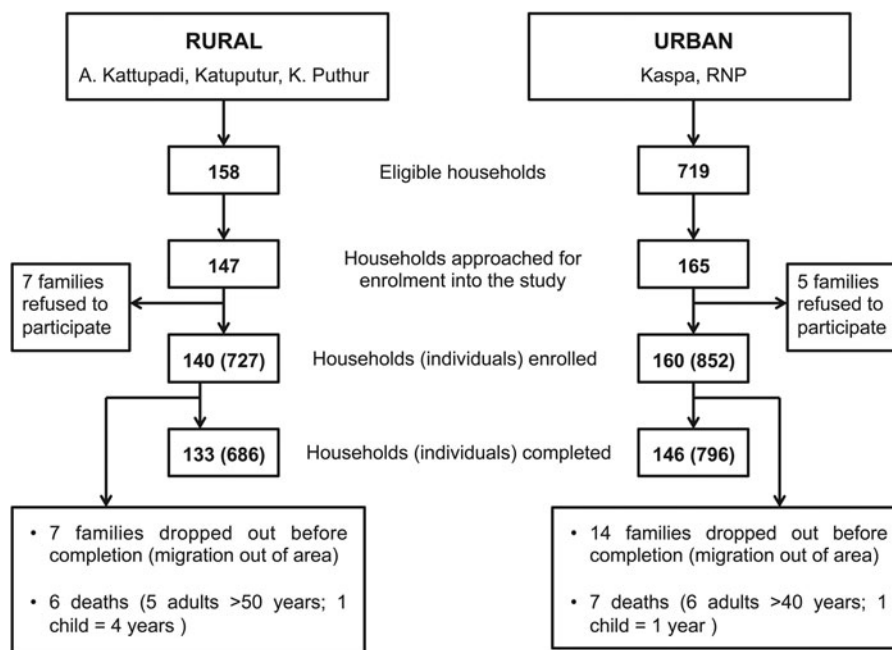 RURAL
A. Kattupadi, Katuputur, K. Puthur
URBAN
Kaspa, RNP
158
Eligible households
719
147
Households approached for
enrolment into the study
165
7 families
refused to
participate
5 families
refused to
participate
140 (727)
Households (individuals) enrolled
160 (852)
133 (686)
Households (individuals) completed
146 (796)
• 7 families dropped out before
completion (migration out of area)
• 6 deaths (5 adults >50 years; 1
child = 4 years )
• 14 families dropped out before
completion (migration out of area)
• 7 deaths (6 adults >40 years; 1
child = 1 year )